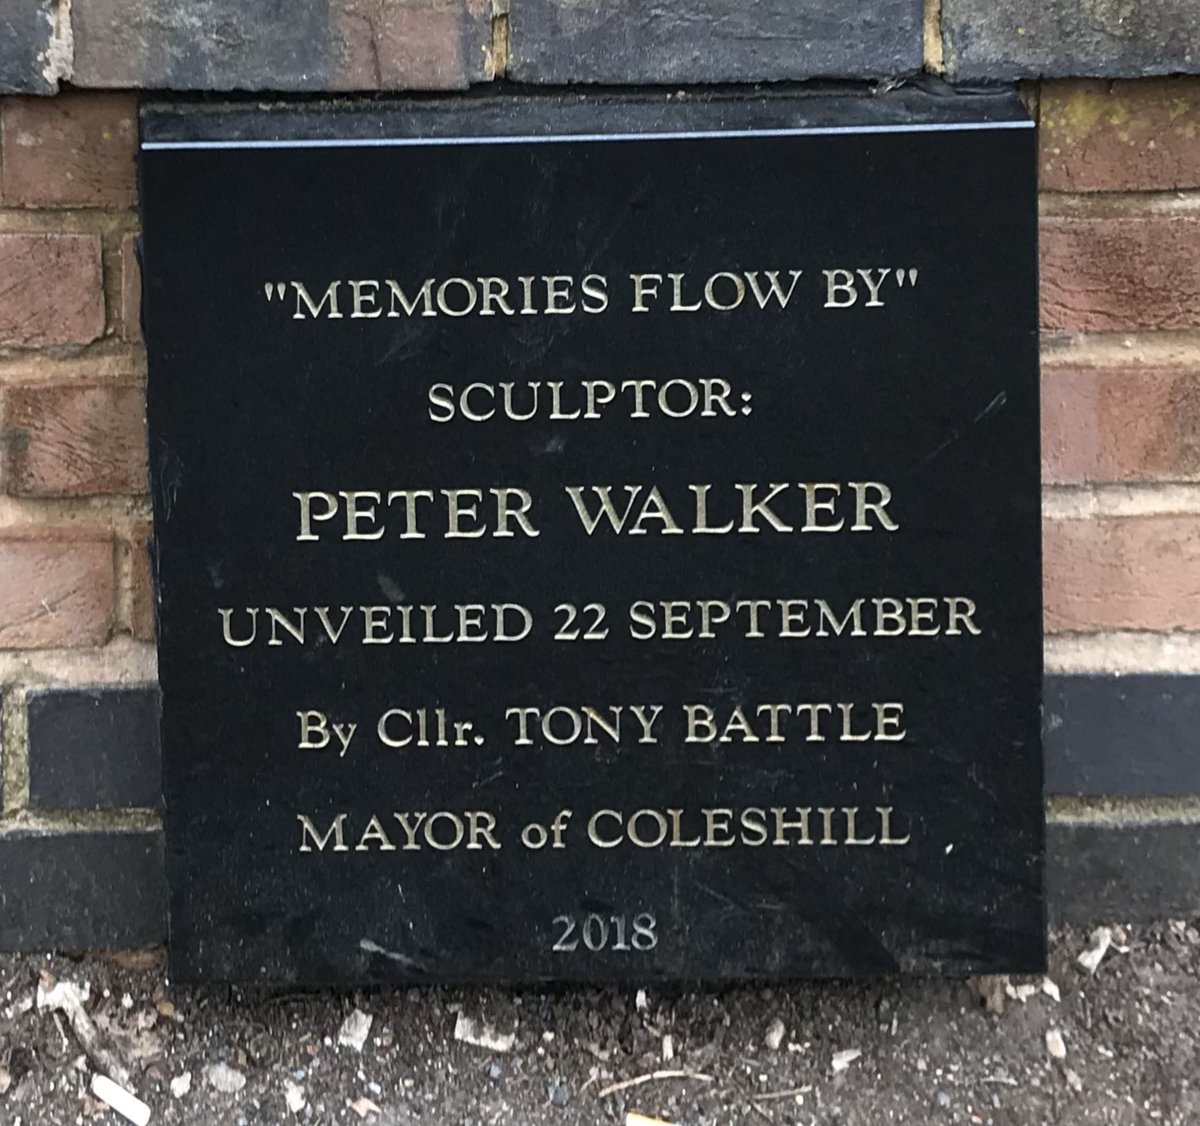 "MEMORIES FLOW BY"
SCULPTOR:
PETER WALKER
UNVEILED 22 SEPTEMBER
By Cllr. TONY BATTLE
MAYOR of COLESHILL
2018